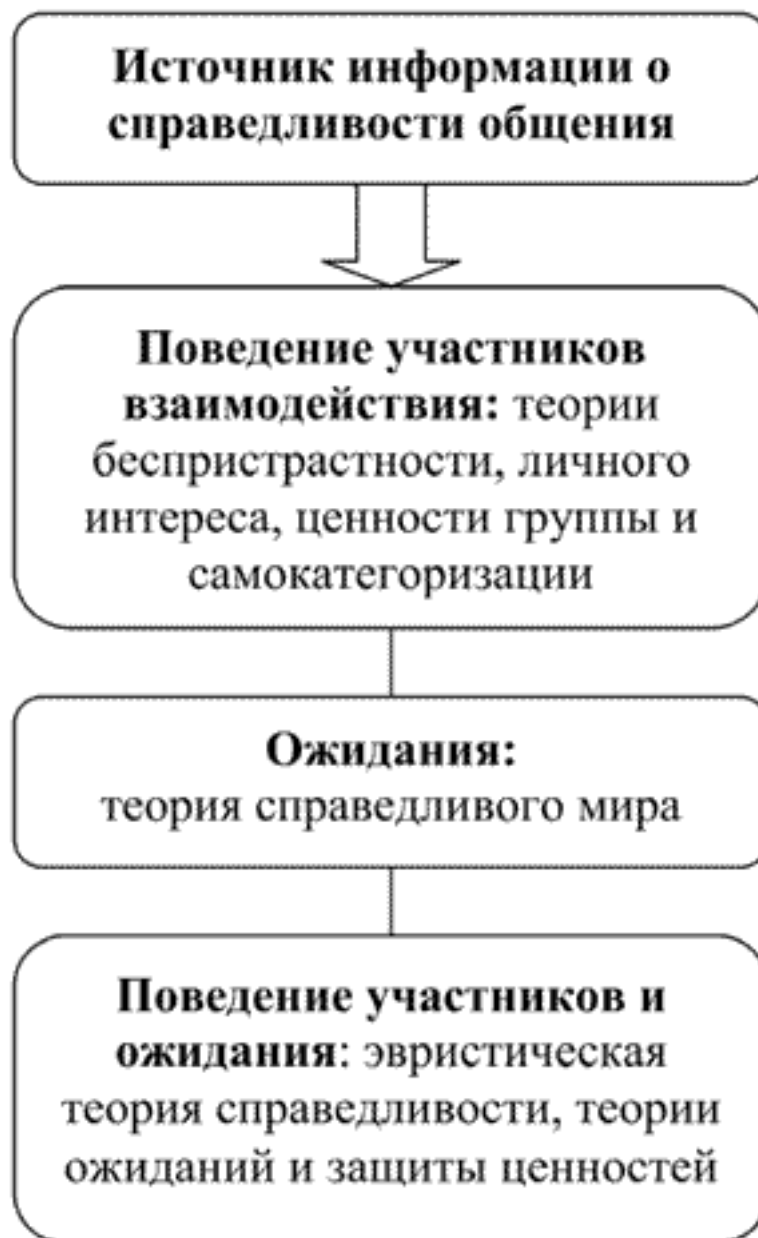 Источник информации о
справедливости общения
Поведение участников
взаимодействия: теории
беспристрастности, личного
интереса, ценности группы и
самокатегоризации
Ожидания:
теория справедливого мира
Поведение участников и
ожидания: эвристическая
теория справедливости, теории
ожиданий и защиты ценностей